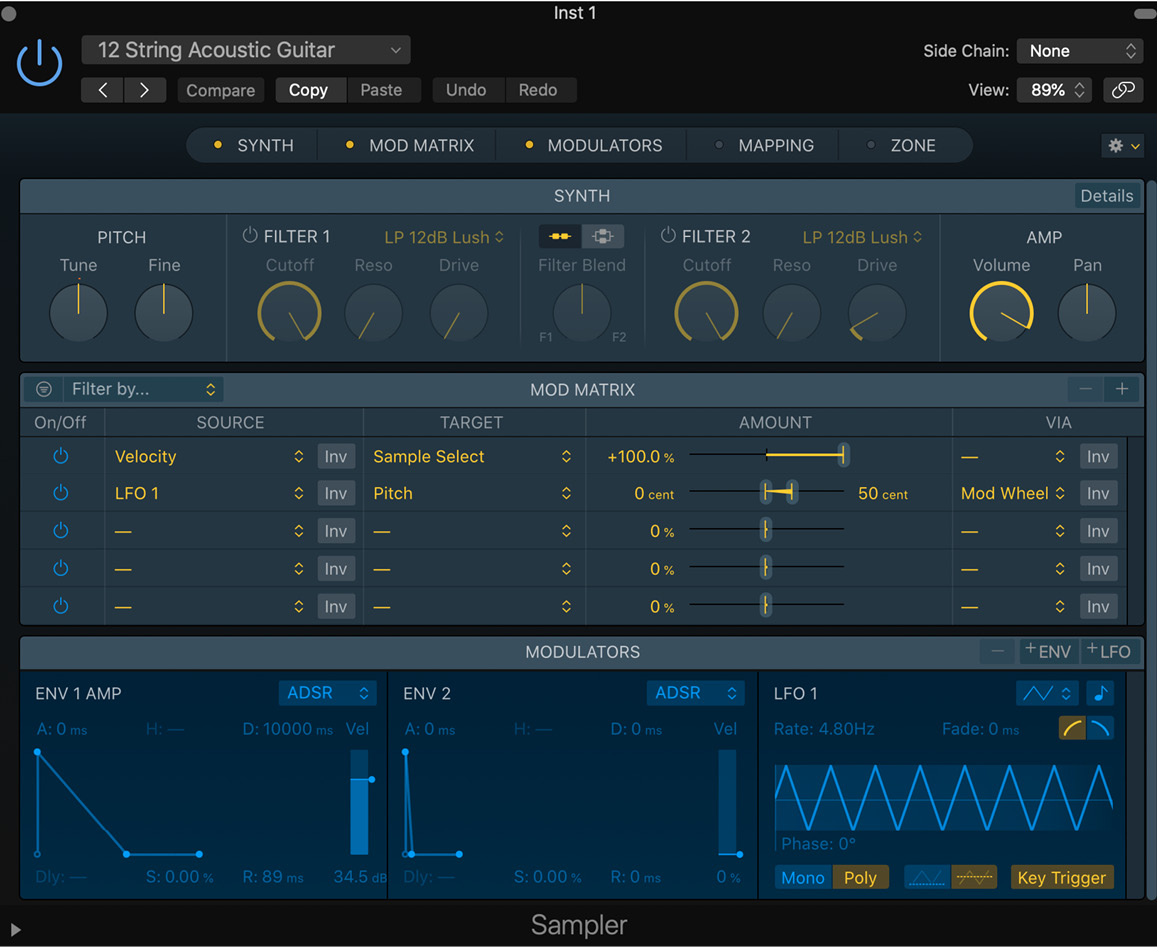 Inst 1
12 String Acoustic Guitar
Side Chain: None
Compare Copy Paste Undo Redo
View: 89%
SYNTH MOD MATRIX MODULATORS MAPPING ZONE
SYNTH Details
PITCH FILTER 1 LP 12dB Lush FILTER 2 LP 12dB Lush AMP
Tune Fine Cutoff Reso Drive Filter Blend Cutoff Reso Drive Volume Pan
F1 F2
Filter by... MOD MATRIX − +
On/Off SOURCE TARGET AMOUNT VIA
Velocity Inv Sample Select +100.0 % — Inv
LFO 1 Inv Pitch 0 cent 50 cent Mod Wheel Inv
— Inv — 0 % — Inv
— Inv — 0 % — Inv
— Inv — 0 % — Inv
MODULATORS − +ENV +LFO
ENV 1 AMP ADSR ENV 2 ADSR LFO 1
A: 0 ms H: — D: 10000 ms Vel A: 0 ms H: — D: 0 ms Vel Rate: 4.80Hz Fade: 0 ms
Phase: 0°
Dly: — S: 0.00 % R: 89 ms 34.5 dB Dly: — S: 0.00 % R: 0 ms 0 % Mono Poly Key Trigger
Sampler